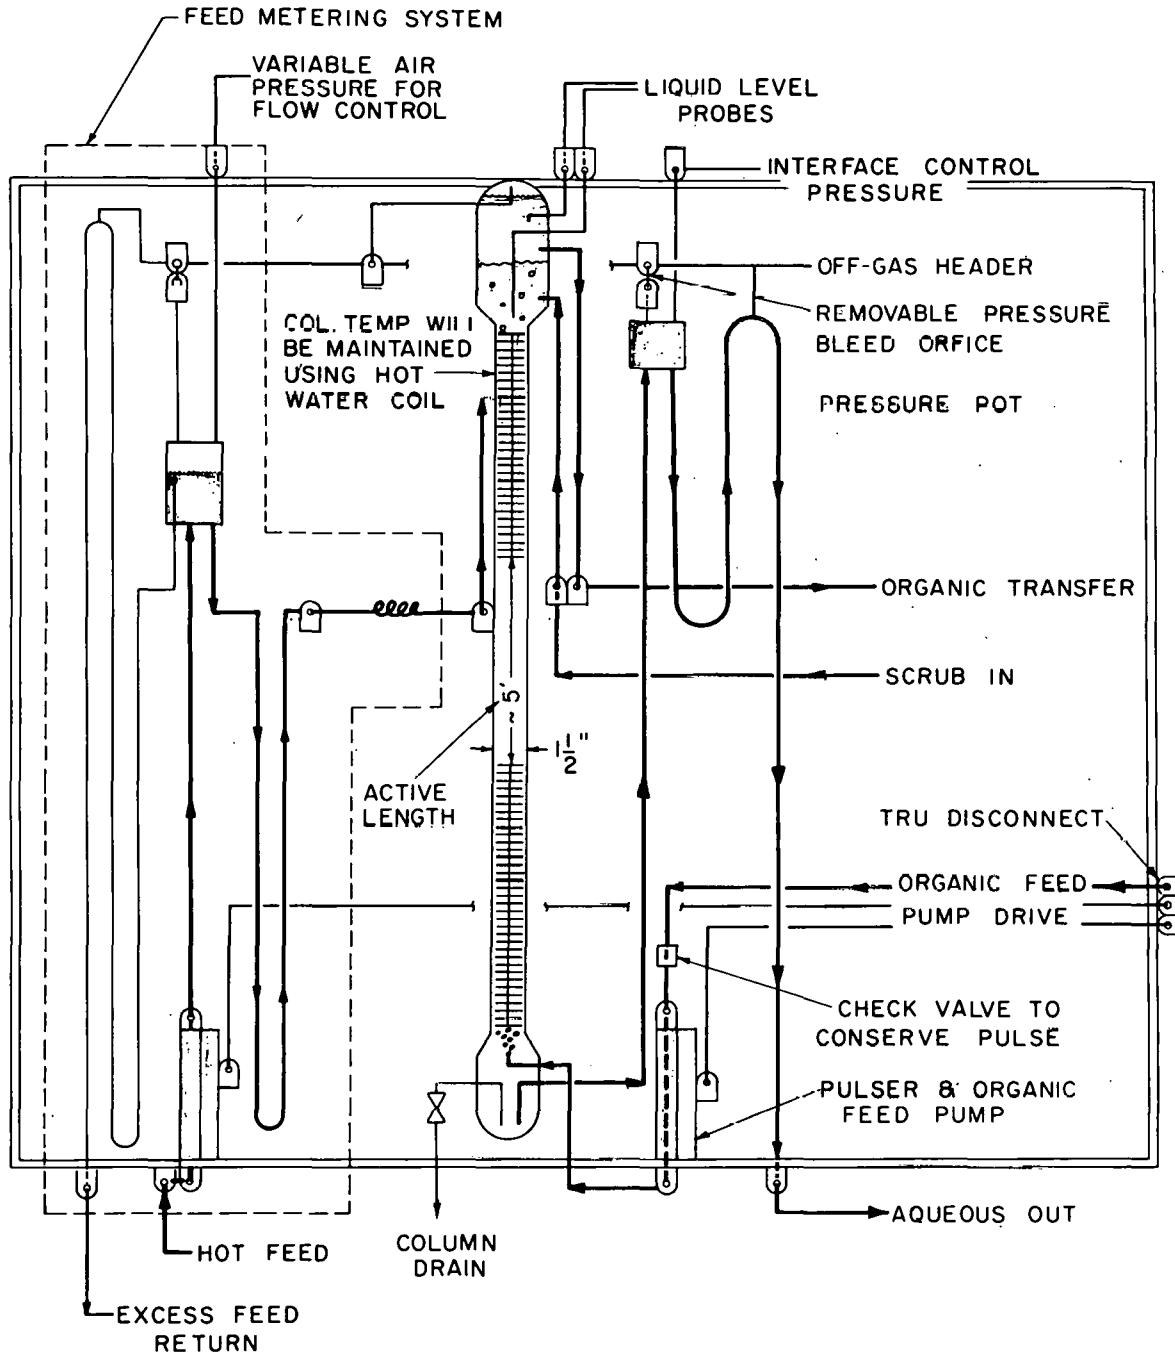 FEED METERING SYSTEM
VARIABLE AIR
PRESSURE FOR
FLOW CONTROL
LIQUID LEVEL
PROBES
INTERFACE CONTROL
PRESSURE
OFF-GAS HEADER
REMOVABLE PRESSURE
BLEED ORFICE
PRESSURE POT
COL. TEMP WILL
BE MAINTAINED
USING HOT
WATER COIL
ORGANIC TRANSFER
SCRUB IN
~ 5'
1 1/2"
ACTIVE
LENGTH
TRU DISCONNECT
ORGANIC FEED
PUMP DRIVE
CHECK VALVE TO
CONSERVE PULSE
PULSER & ORGANIC
FEED PUMP
AQUEOUS OUT
COLUMN
DRAIN
HOT FEED
EXCESS FEED
RETURN